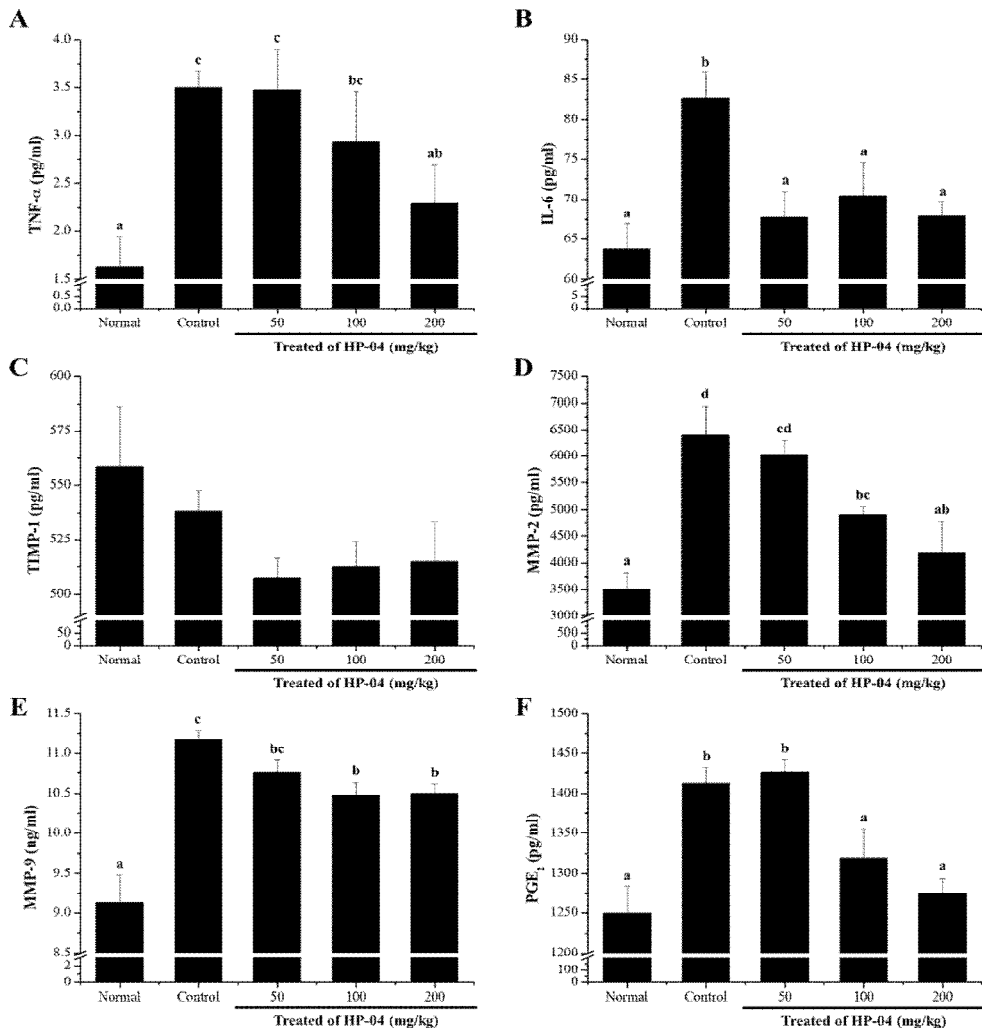 A
TNF-α (pg/ml)
4.0
3.5
3.0
2.5
2.0
1.5
0.5
0.0
a
c
c
bc
ab
Normal Control 50 100 200
Treated of HP-04 (mg/kg)
B
IL-6 (pg/ml)
90
85
80
75
70
65
60
5
0
a
b
a
a
a
Normal Control 50 100 200
Treated of HP-04 (mg/kg)
C
TIMP-1 (pg/ml)
600
575
550
525
500
50
0
Normal Control 50 100 200
Treated of HP-04 (mg/kg)
D
MMP-2 (pg/ml)
7500
7000
6500
6000
5500
5000
4500
4000
3500
3000
500
0
a
d
cd
bc
ab
Normal Control 50 100 200
Treated of HP-04 (mg/kg)
E
MMP-9 (ng/ml)
11.5
11.0
10.5
10.0
9.5
9.0
8.5
2
0
a
c
bc
b
b
Normal Control 50 100 200
Treated of HP-04 (mg/kg)
F
(pg/ml)
1500
1450
1400
1350
1300
1250
1200
100
0
a
b
b
a
a
Normal Control 50 100 200
Treated of HP-04 (mg/kg)